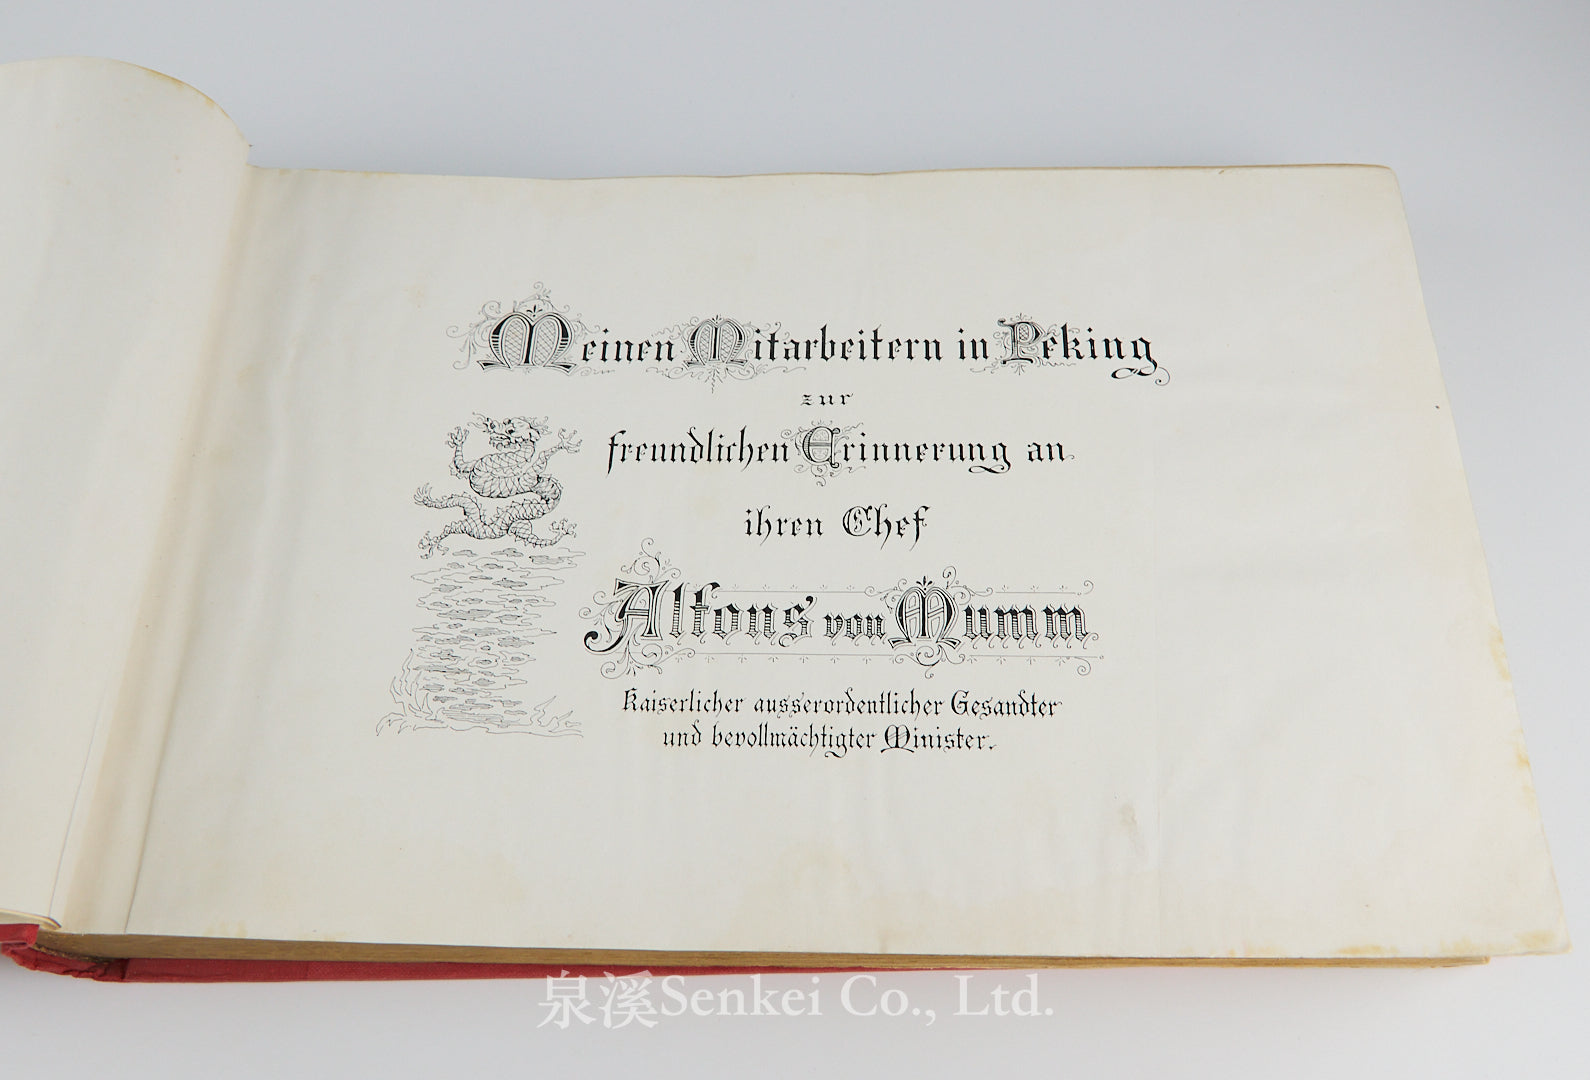 Meinen Mitarbeitern in Peking
zur
freundlichen Erinnerung an
ihren Chef
Alfons von Mumm
Kaiserlicher ausserordentlicher Gesandter
und bevollmächtigter Minister.
泉溪Senkei Co., Ltd.